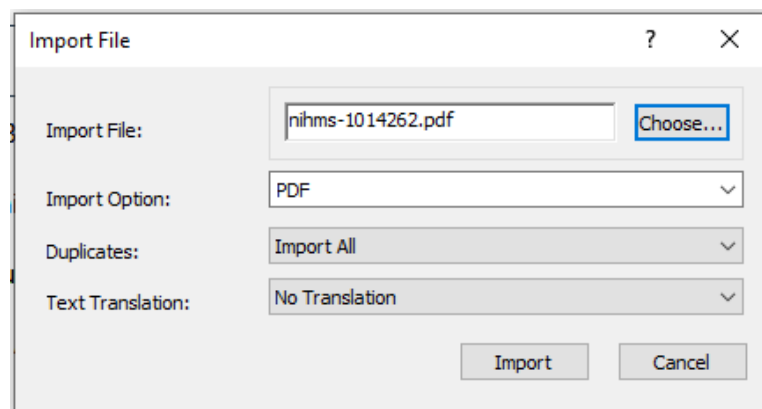 Import File
?
Import File:
nihms-1014262.pdf
Choose...
Import Option:
PDF
Duplicates:
Import All
Text Translation:
No Translation
Import
Cancel